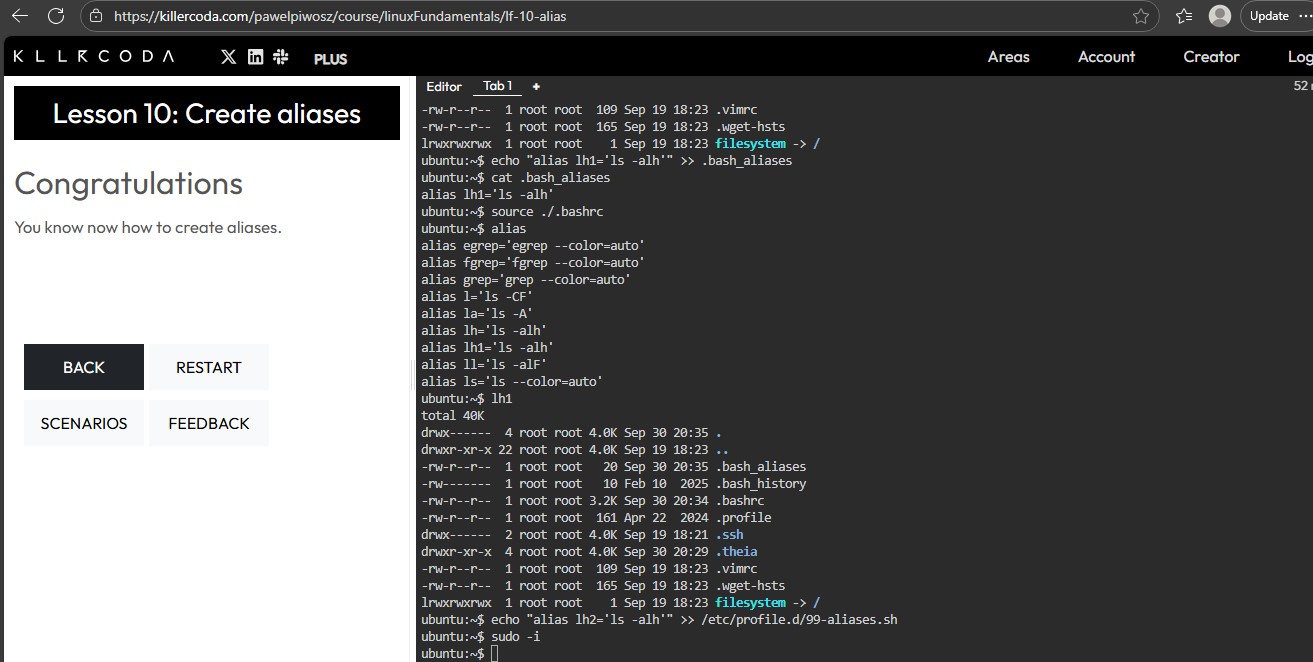 https://killercoda.com/pawelpiwosz/course/linuxFundamentals/lf-10-alias
Update
KLLRCODA
PLUS
Areas
Account
Creator
Log
Lesson 10: Create aliases
Congratulations
You know now how to create aliases.
BACK
RESTART
SCENARIOS
FEEDBACK
Editor Tab 1 +
52
-rw-r--r-- 1 root root 109 Sep 19 18:23 .vimrc
-rw-r--r-- 1 root root 165 Sep 19 18:23 .wget-hsts
lrwxrwxrwx 1 root root 1 Sep 19 18:23 filesystem -> /
ubuntu:~$ echo "alias lh1='ls -alh'" >> .bash_aliases
ubuntu:~$ cat .bash_aliases
alias lh1='ls -alh'
ubuntu:~$ source ./.bashrc
ubuntu:~$ alias
alias egrep='egrep --color=auto'
alias fgrep='fgrep --color=auto'
alias grep='grep --color=auto'
alias l='ls -CF'
alias la='ls -A'
alias lh='ls -alh'
alias lh1='ls -alh'
alias ll='ls -alF'
alias ls='ls --color=auto'
ubuntu:~$ lh1
total 40K
drwx------ 4 root root 4.0K Sep 30 20:35 .
drwxr-xr-x 22 root root 4.0K Sep 19 18:23 ..
-rw-r--r-- 1 root root 20 Sep 30 20:35 .bash_aliases
-rw------- 1 root root 10 Feb 10 2025 .bash_history
-rw-r--r-- 1 root root 3.2K Sep 30 20:34 .bashrc
-rw-r--r-- 1 root root 161 Apr 22 2024 .profile
drwx------ 2 root root 4.0K Sep 19 18:21 .ssh
drwxr-xr-x 4 root root 4.0K Sep 30 20:29 .theia
-rw-r--r-- 1 root root 109 Sep 19 18:23 .vimrc
-rw-r--r-- 1 root root 165 Sep 19 18:23 .wget-hsts
lrwxrwxrwx 1 root root 1 Sep 19 18:23 filesystem -> /
ubuntu:~$ echo "alias lh2='ls -alh'" >> /etc/profile.d/99-aliases.sh
ubuntu:~$ sudo -i
ubuntu:~$